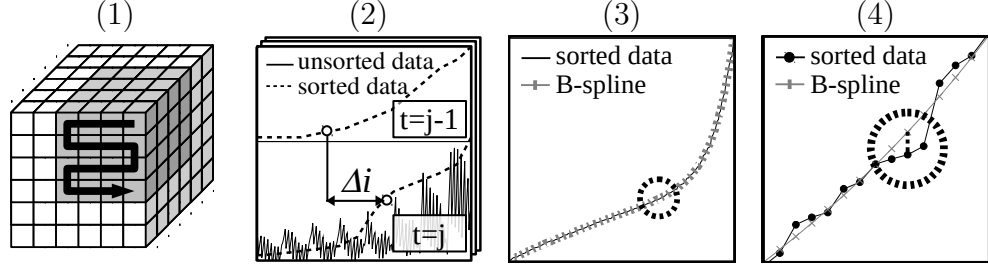 (1)
(2)
(3)
(4)
unsorted data
sorted data
t=j-1
Δi
t=j
sorted data
B-spline
sorted data
B-spline